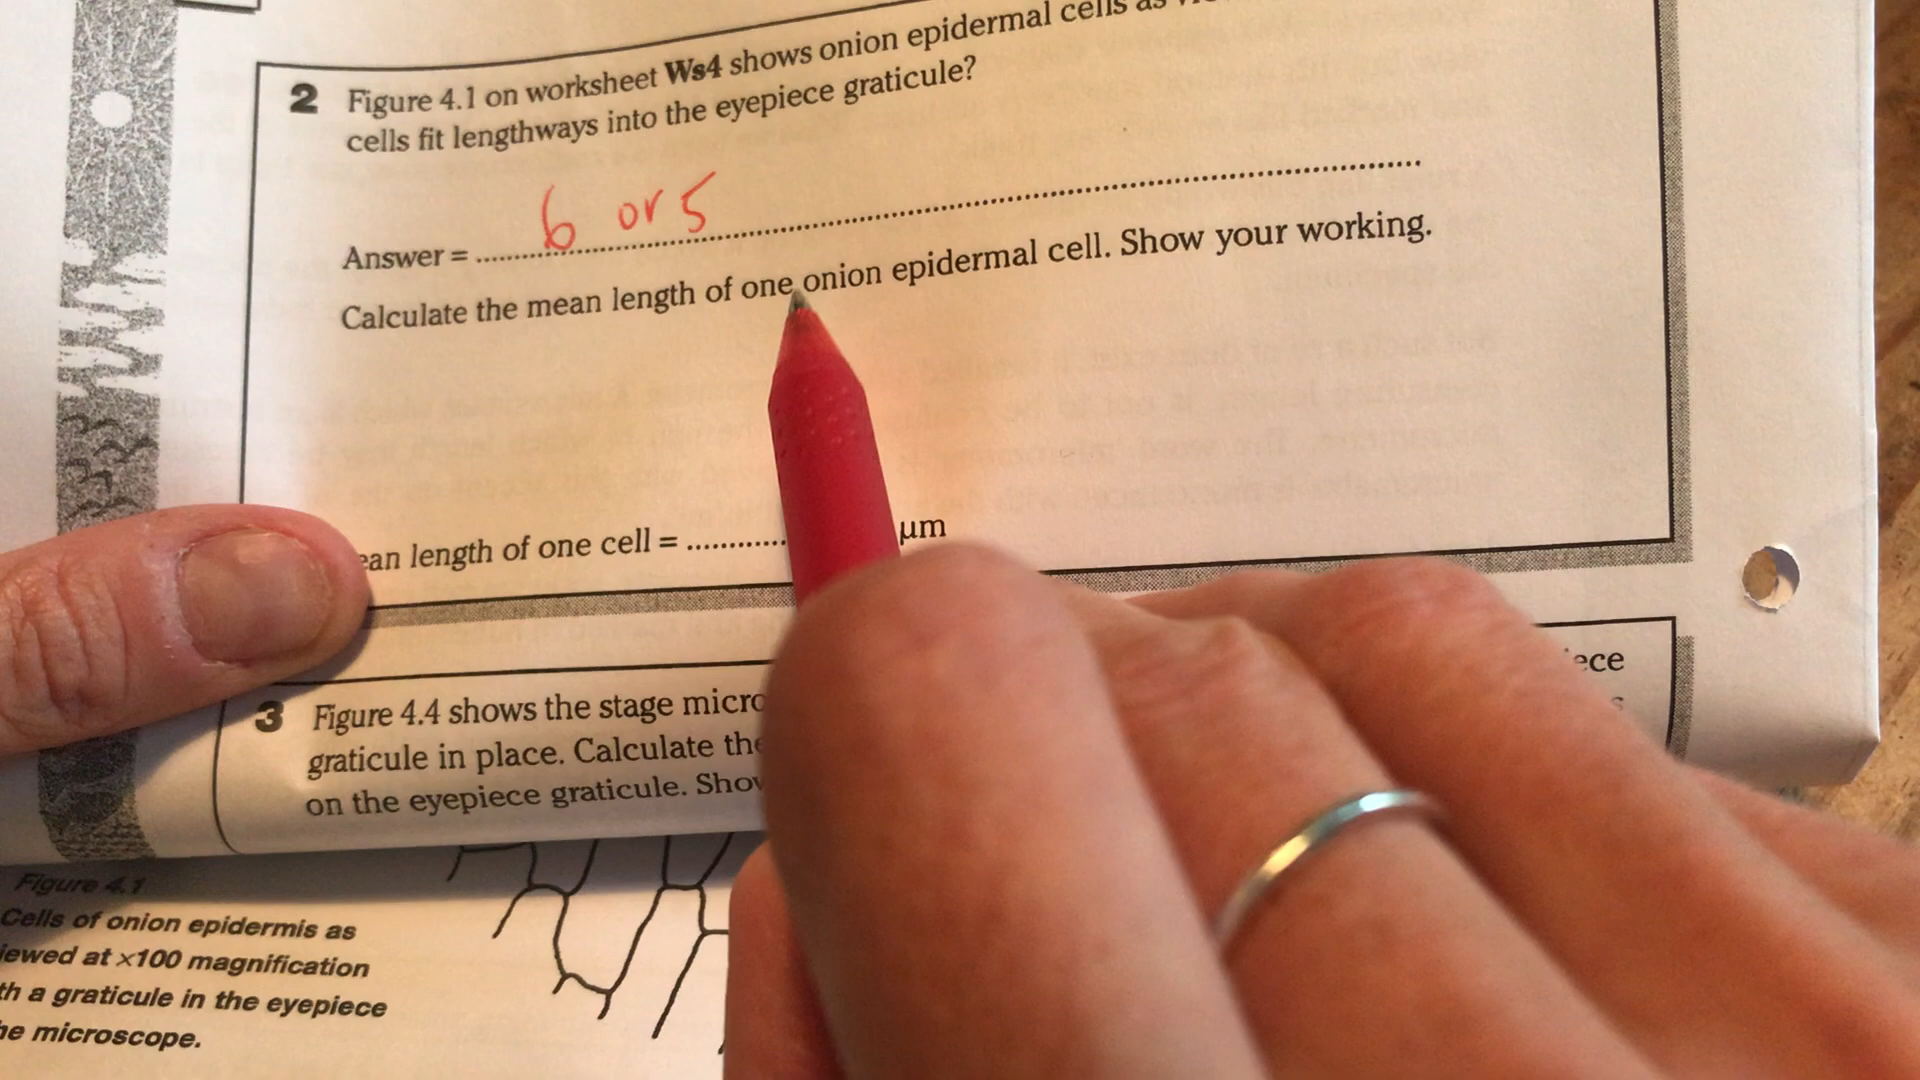 2 Figure 4.1 on worksheet Ws4 shows onion epidermal cells as
cells fit lengthways into the eyepiece graticule?
Answer = 6 or 5
Calculate the mean length of one onion epidermal cell. Show your working.
ean length of one cell = µm
3 Figure 4.4 shows the stage micro
graticule in place. Calculate the
on the eyepiece graticule. Show
ece
Figure 4.1
Cells of onion epidermis as
iewed at ×100 magnification
th a graticule in the eyepiece
he microscope.